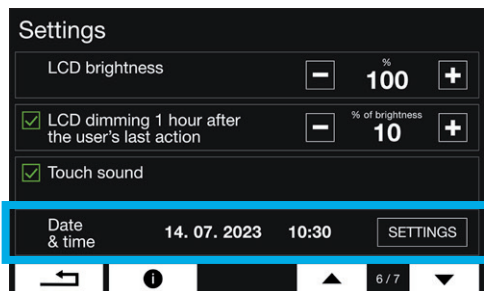 Settings
LCD brightness
%
100
LCD dimming 1 hour after
the user's last action
% of brightness
10
Touch sound
Date
& time
14. 07. 2023
10:30
SETTINGS
6 / 7